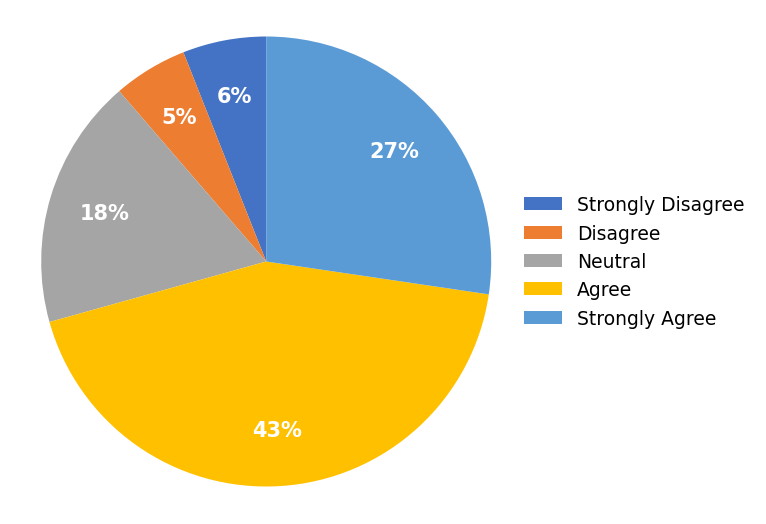 6%
5%
27%
18%
43%
Strongly Disagree
Disagree
Neutral
Agree
Strongly Agree